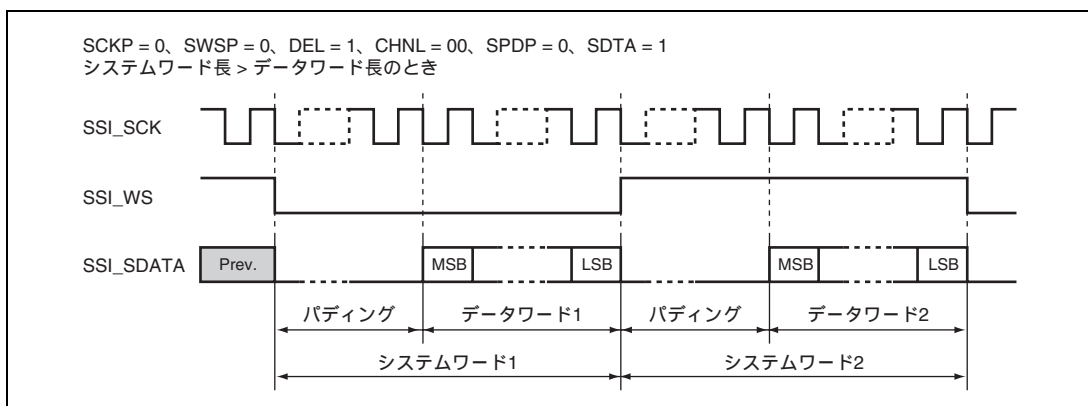 SCKP = 0、SWSP = 0、DEL = 1、CHNL = 00、SPDP = 0、SDTA = 1
システムワード長 > データワード長のとき
SSI_SCK
SSI_WS
SSI_SDATA Prev. MSB LSB MSB LSB
パディング データワード1 パディング データワード2
システムワード1 システムワード2